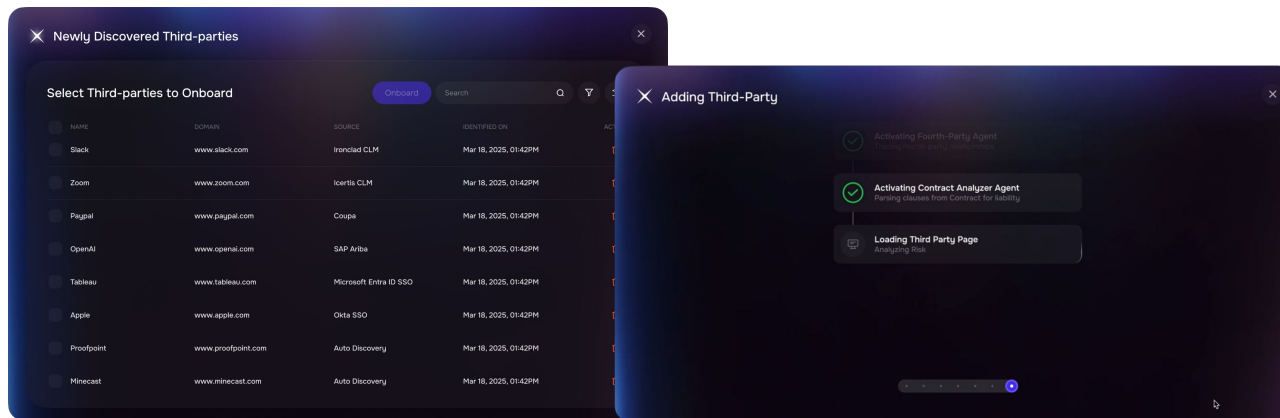 Newly Discovered Third-parties
Select Third-parties to Onboard
Onboard
Search
NAME DOMAIN SOURCE IDENTIFIED ON
Slack www.slack.com Ironclad CLM Mar 18, 2025, 01:42PM
Zoom www.zoom.com Icertis CLM Mar 18, 2025, 01:42PM
Paypal www.paypal.com Coupa Mar 18, 2025, 01:42PM
OpenAI www.openai.com SAP Ariba Mar 18, 2025, 01:42PM
Tableau www.tableau.com Microsoft Entra ID SSO Mar 18, 2025, 01:42PM
Apple www.apple.com Okta SSO Mar 18, 2025, 01:42PM
Proofpoint www.proofpoint.com Auto Discovery Mar 18, 2025, 01:42PM
Minecast www.minecast.com Auto Discovery Mar 18, 2025, 01:42PM
Adding Third-Party
Activating Fourth-Party Agent
Activating Contract Analyzer Agent
Parsing clauses from Contract for liability
Loading Third Party Page
Analyzing Risk